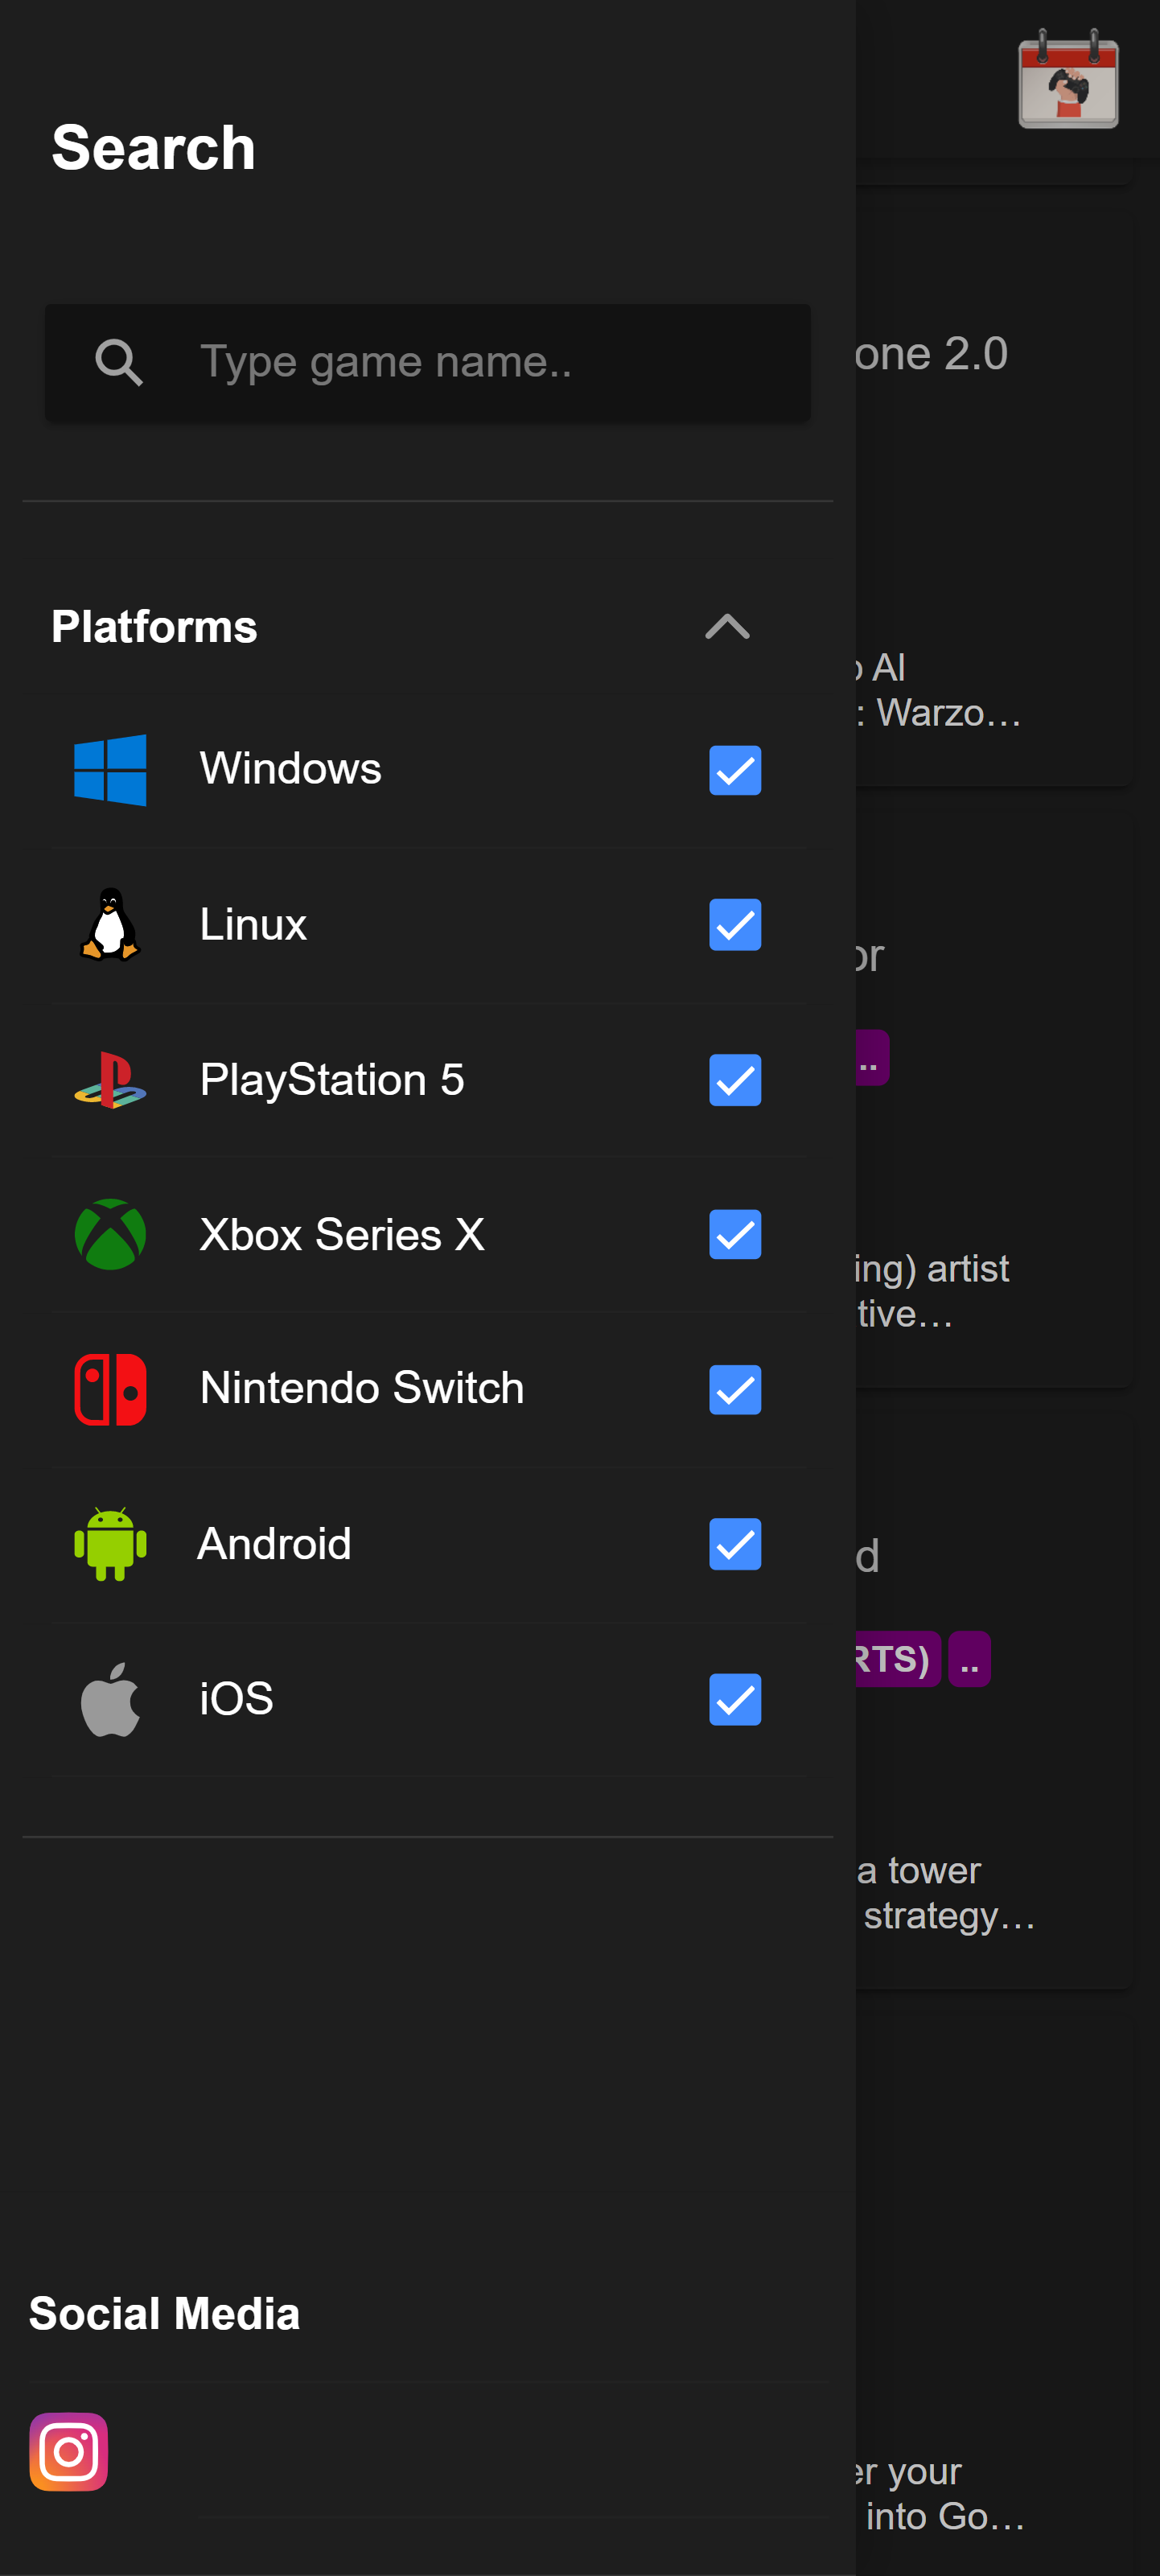 Search
Type game name..
Platforms
Windows
Linux
PlayStation 5
Xbox Series X
Nintendo Switch
Android
iOS
Social Media
one 2.0
AI
: Warzo...
or
..
ing) artist
tive...
d
RTS) ..
a tower
strategy...
er your
into Go...